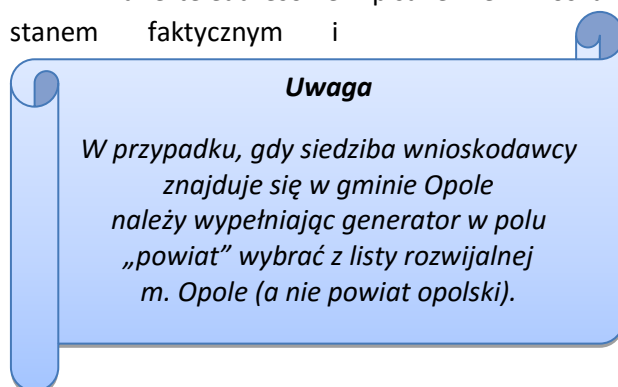 stanem faktycznym i
Uwaga
W przypadku, gdy siedziba wnioskodawcy
znajduje się w gminie Opole
należy wypełniając generator w polu
„powiat” wybrać z listy rozwijalnej
m. Opole (a nie powiat opolski).